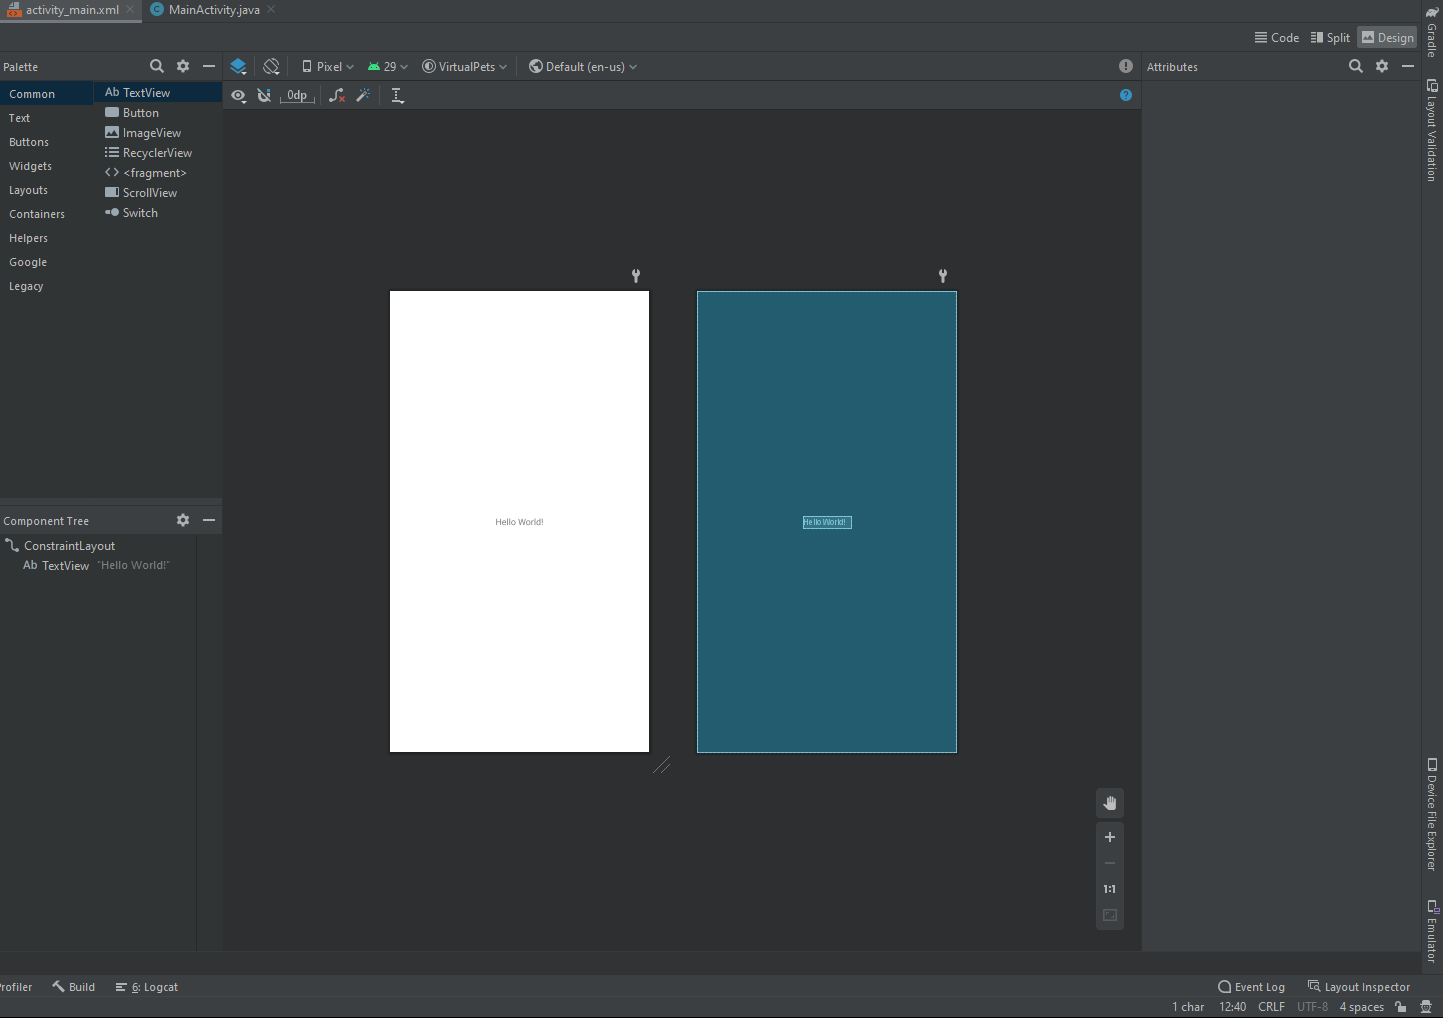 activity_main.xml MainActivity.java
Code Split Design
Palette Pixel 29 VirtualPets Default (en-us) Attributes
0dp
Common
Text
Buttons
Widgets
Layouts
Containers
Helpers
Google
Legacy
Ab TextView
Button
ImageView
RecyclerView
<fragment>
ScrollView
Switch
Hello World!
Hello World!
Component Tree
ConstraintLayout
Ab TextView "Hello World!"
1:1
Gradle
Layout Validation
Device File Explorer
Emulator
rofiler Build 6: Logcat Event Log Layout Inspector
1 char 12:40 CRLF UTF-8 4 spaces